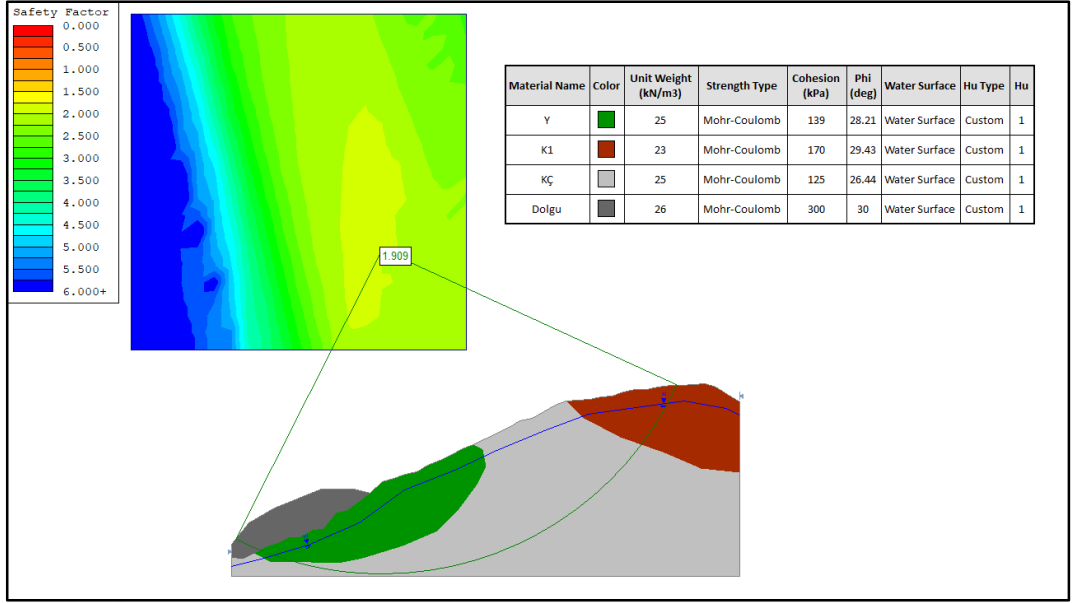 Safety Factor
0.000
0.500
1.000
1.500
2.000
2.500
3.000
3.500
4.000
4.500
5.000
5.500
6.000+
Material Name Color Unit Weight (kN/m3) Strength Type Cohesion (kPa) Phi (deg) Water Surface Hu Type Hu
Y 25 Mohr-Coulomb 139 28.21 Water Surface Custom 1
K1 23 Mohr-Coulomb 170 29.43 Water Surface Custom 1
KÇ 25 Mohr-Coulomb 125 26.44 Water Surface Custom 1
Dolgu 26 Mohr-Coulomb 300 30 Water Surface Custom 1
1.909